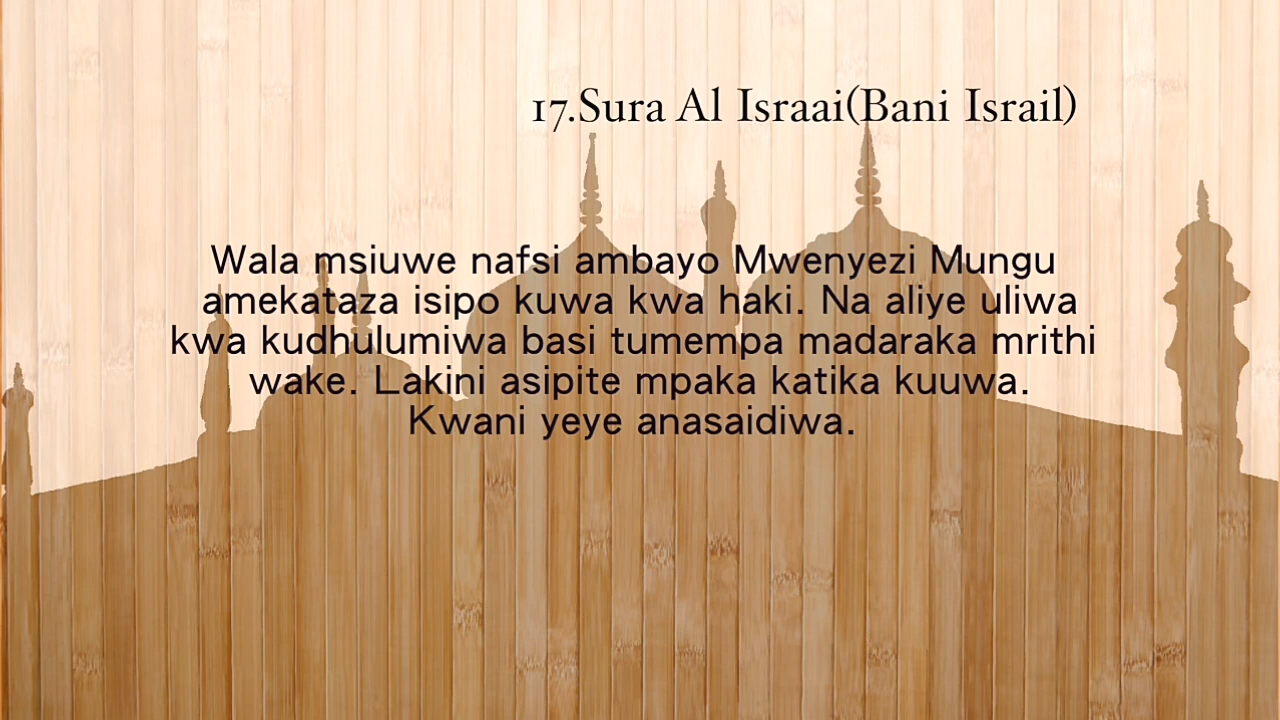 17.Sura Al Israai(Bani Israil)
Wala msiuwe nafsi ambayo Mwenyezi Mungu
amekataza isipo kuwa kwa haki. Na aliye uliwa
kwa kudhulumiwa basi tumempa madaraka mrithi
wake. Lakini asipite mpaka katika kuuwa.
Kwani yeye anasaidiwa.